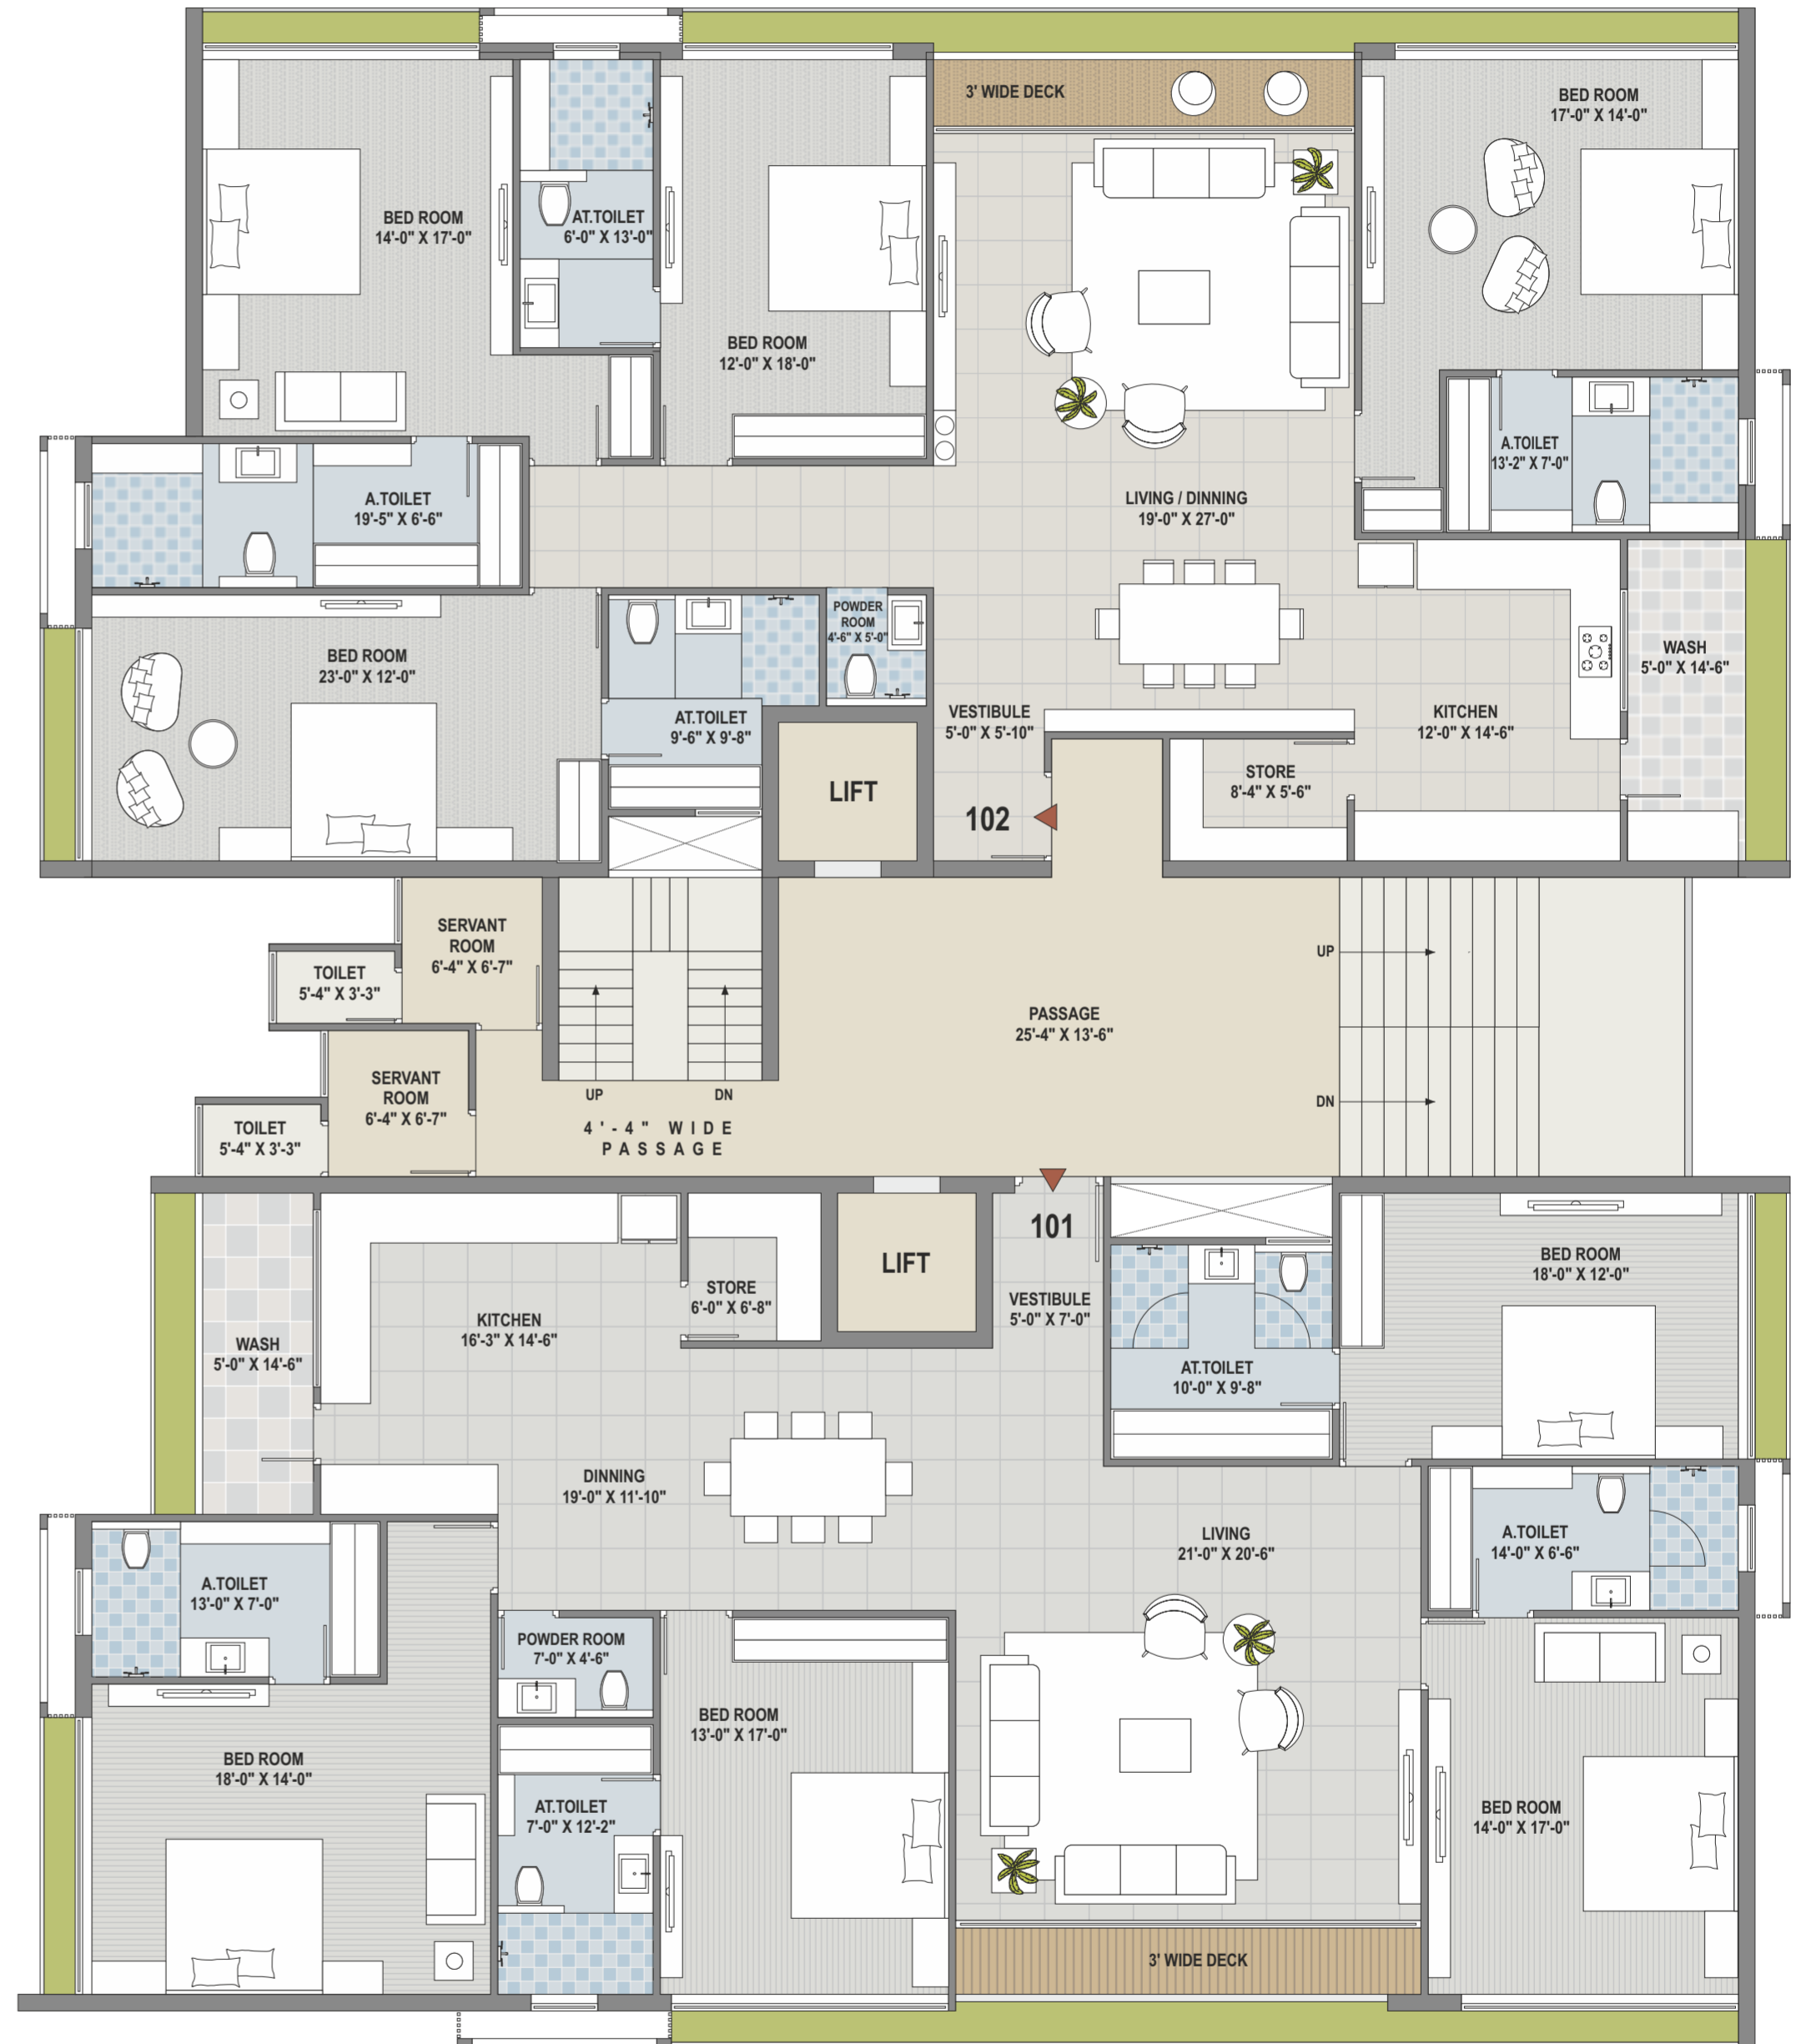 3' WIDE DECK
BED ROOM
17'-0" X 14'-0"
BED ROOM
14'-0" X 17'-0"
AT.TOILET
6'-0" X 13'-0"
BED ROOM
12'-0" X 18'-0"
A.TOILET
13'-2" X 7'-0"
A.TOILET
19'-5" X 6'-6"
LIVING / DINNING
19'-0" X 27'-0"
POWDER
ROOM
4'-6" X 5'-0"
BED ROOM
23'-0" X 12'-0"
WASH
5'-0" X 14'-6"
AT.TOILET
9'-6" X 9'-8"
VESTIBULE
5'-0" X 5'-10"
KITCHEN
12'-0" X 14'-6"
LIFT
STORE
8'-4" X 5'-6"
102
SERVANT
ROOM
6'-4" X 6'-7"
TOILET
5'-4" X 3'-3"
UP
PASSAGE
25'-4" X 13'-6"
SERVANT
ROOM
6'-4" X 6'-7"
UP
DN
DN
TOILET
5'-4" X 3'-3"
4'-4" WIDE
PASSAGE
101
LIFT
BED ROOM
18'-0" X 12'-0"
STORE
6'-0" X 6'-8"
VESTIBULE
5'-0" X 7'-0"
KITCHEN
16'-3" X 14'-6"
WASH
5'-0" X 14'-6"
AT.TOILET
10'-0" X 9'-8"
DINNING
19'-0" X 11'-10"
LIVING
21'-0" X 20'-6"
A.TOILET
14'-0" X 6'-6"
A.TOILET
13'-0" X 7'-0"
POWDER ROOM
7'-0" X 4'-6"
BED ROOM
13'-0" X 17'-0"
BED ROOM
18'-0" X 14'-0"
AT.TOILET
7'-0" X 12'-2"
BED ROOM
14'-0" X 17'-0"
3' WIDE DECK